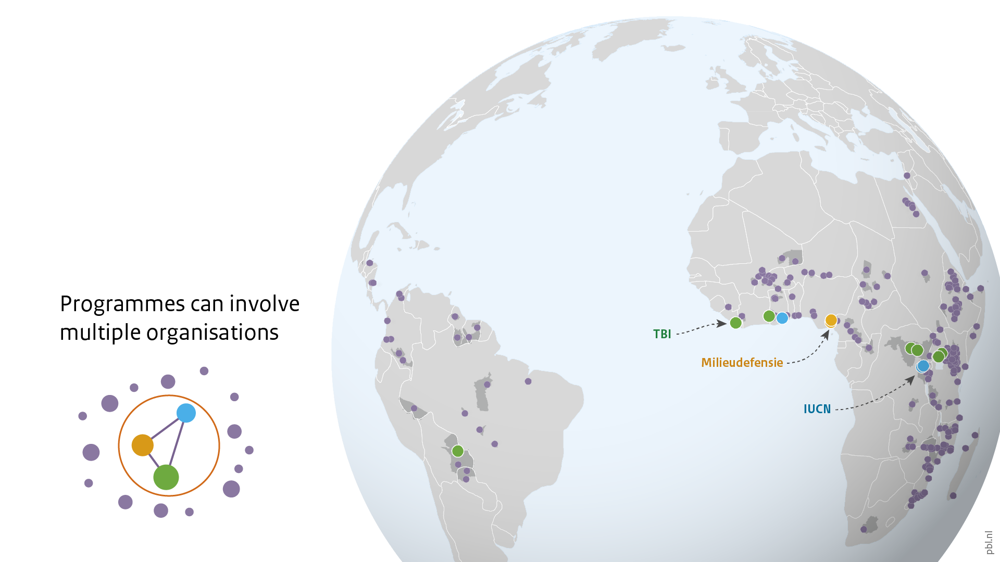 Programmes can involve
multiple organisations
TBI
Milieudefensie
IUCN
pbl.nl